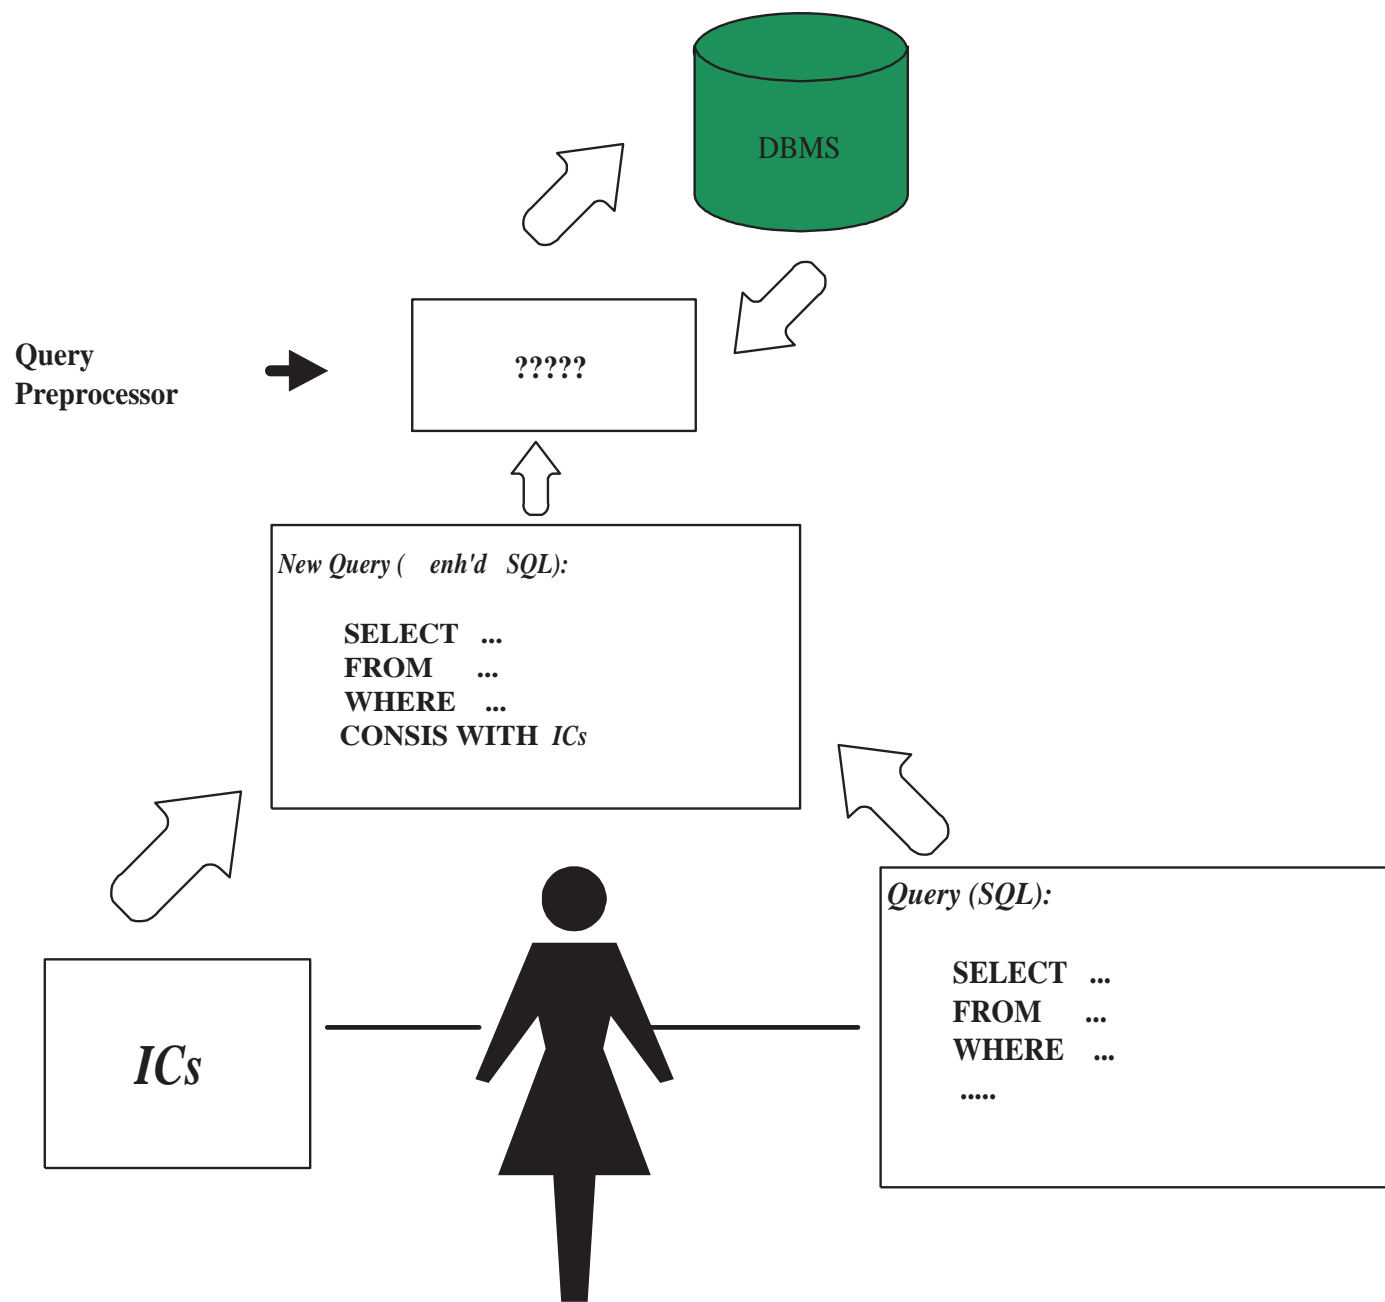 DBMS
Query
Preprocessor
?????
New Query ( enh'd SQL):
SELECT ...
FROM ...
WHERE ...
CONSIS WITH ICs
Query (SQL):
SELECT ...
FROM ...
WHERE ...
.....
ICs